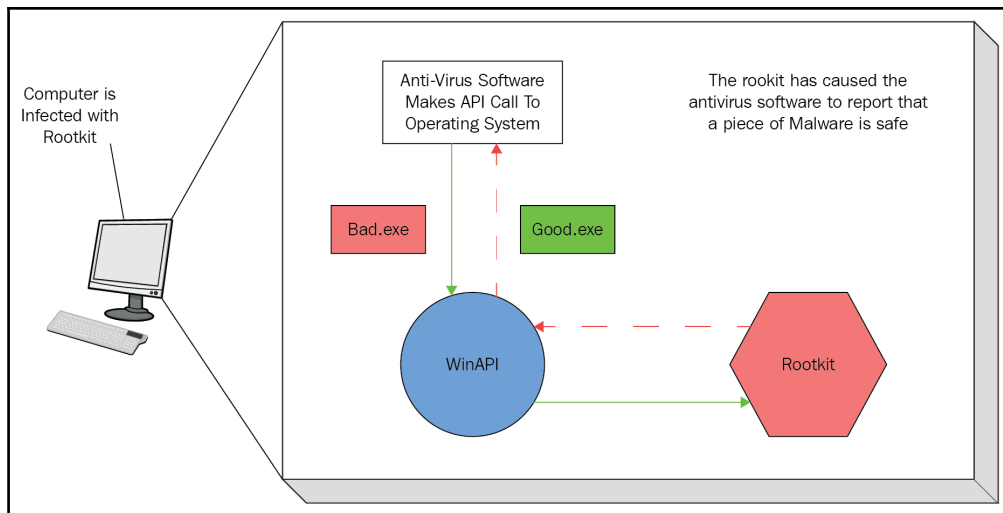 Computer is
Infected with
Rootkit
Anti-Virus Software
Makes API Call To
Operating System
The rookit has caused the
antivirus software to report that
a piece of Malware is safe
Bad.exe
Good.exe
WinAPI
Rootkit